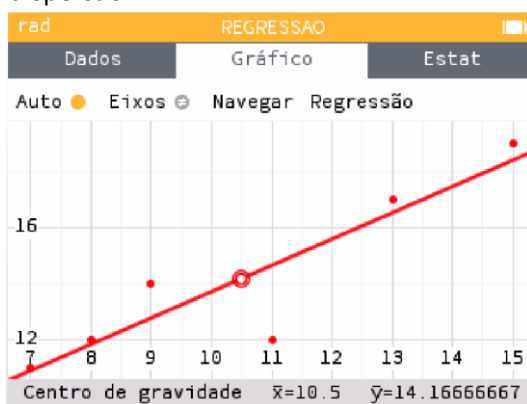 rad REGRESSAO
Dados Gráfico Estat
Auto Eixos Navegar Regressão
16
12
7 8 9 10 11 12 13 14 15
Centro de gravidade x̄=10.5 ȳ=14.16666667